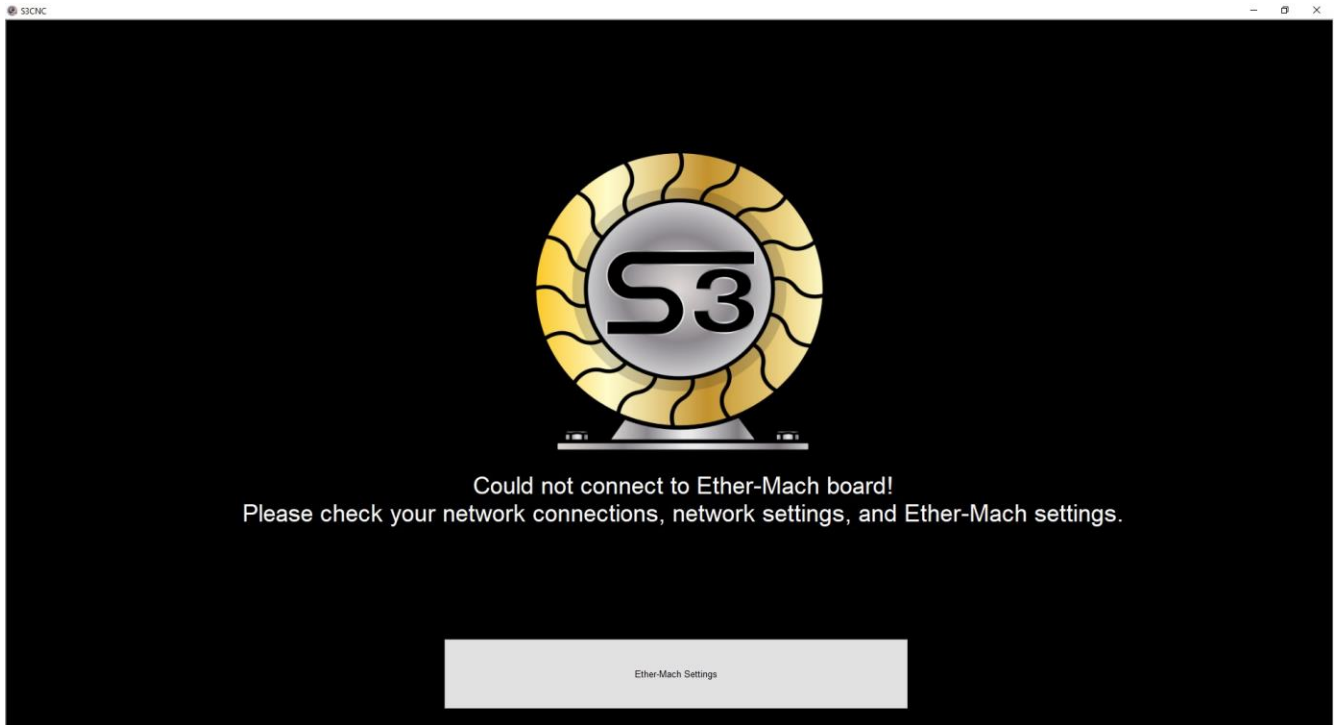 S3CNC
S3
Could not connect to Ether-Mach board!
Please check your network connections, network settings, and Ether-Mach settings.
Ether-Mach Settings